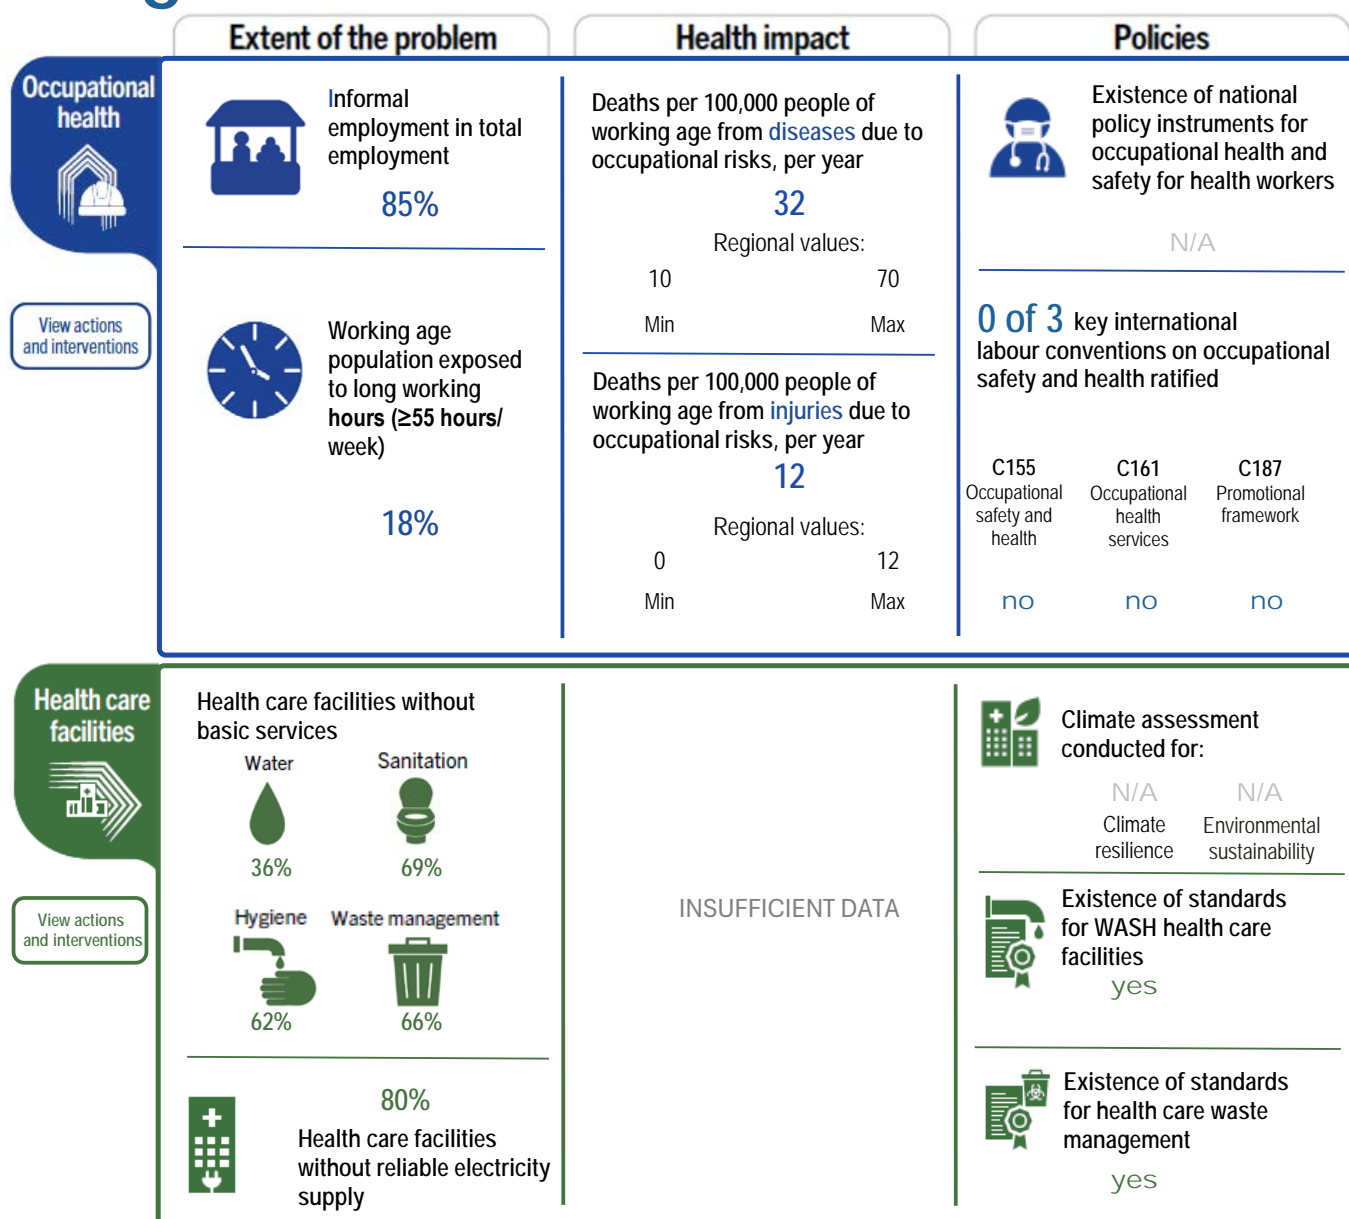 Extent of the problem
Health impact
Policies
Occupational
health
View actions
and interventions
Informal
employment in total
employment
85%
Working age
population exposed
to long working
hours (≥55 hours/
week)
18%
Deaths per 100,000 people of
working age from diseases due to
occupational risks, per year
32
Regional values:
10 70
Min Max
Deaths per 100,000 people of
working age from injuries due to
occupational risks, per year
12
Regional values:
0 12
Min Max
Existence of national
policy instruments for
occupational health and
safety for health workers
N/A
0 of 3 key international
labour conventions on occupational
safety and health ratified
C155
Occupational
safety and
health
no
C161
Occupational
health
services
no
C187
Promotional
framework
no
Health care
facilities
View actions
and interventions
Health care facilities without
basic services
Water
36%
Sanitation
69%
Hygiene
62%
Waste management
66%
80%
Health care facilities
without reliable electricity
supply
INSUFFICIENT DATA
Climate assessment
conducted for:
N/A
Climate
resilience
N/A
Environmental
sustainability
Existence of standards
for WASH health care
facilities
yes
Existence of standards
for health care waste
management
yes